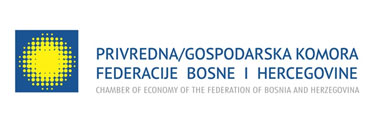 PRIVREDNA/GOSPODARSKA KOMORA
FEDERACIJE BOSNE I HERCEGOVINE
CHAMBER OF ECONOMY OF THE FEDERATION OF BOSNIA AND HERZEGOVINA